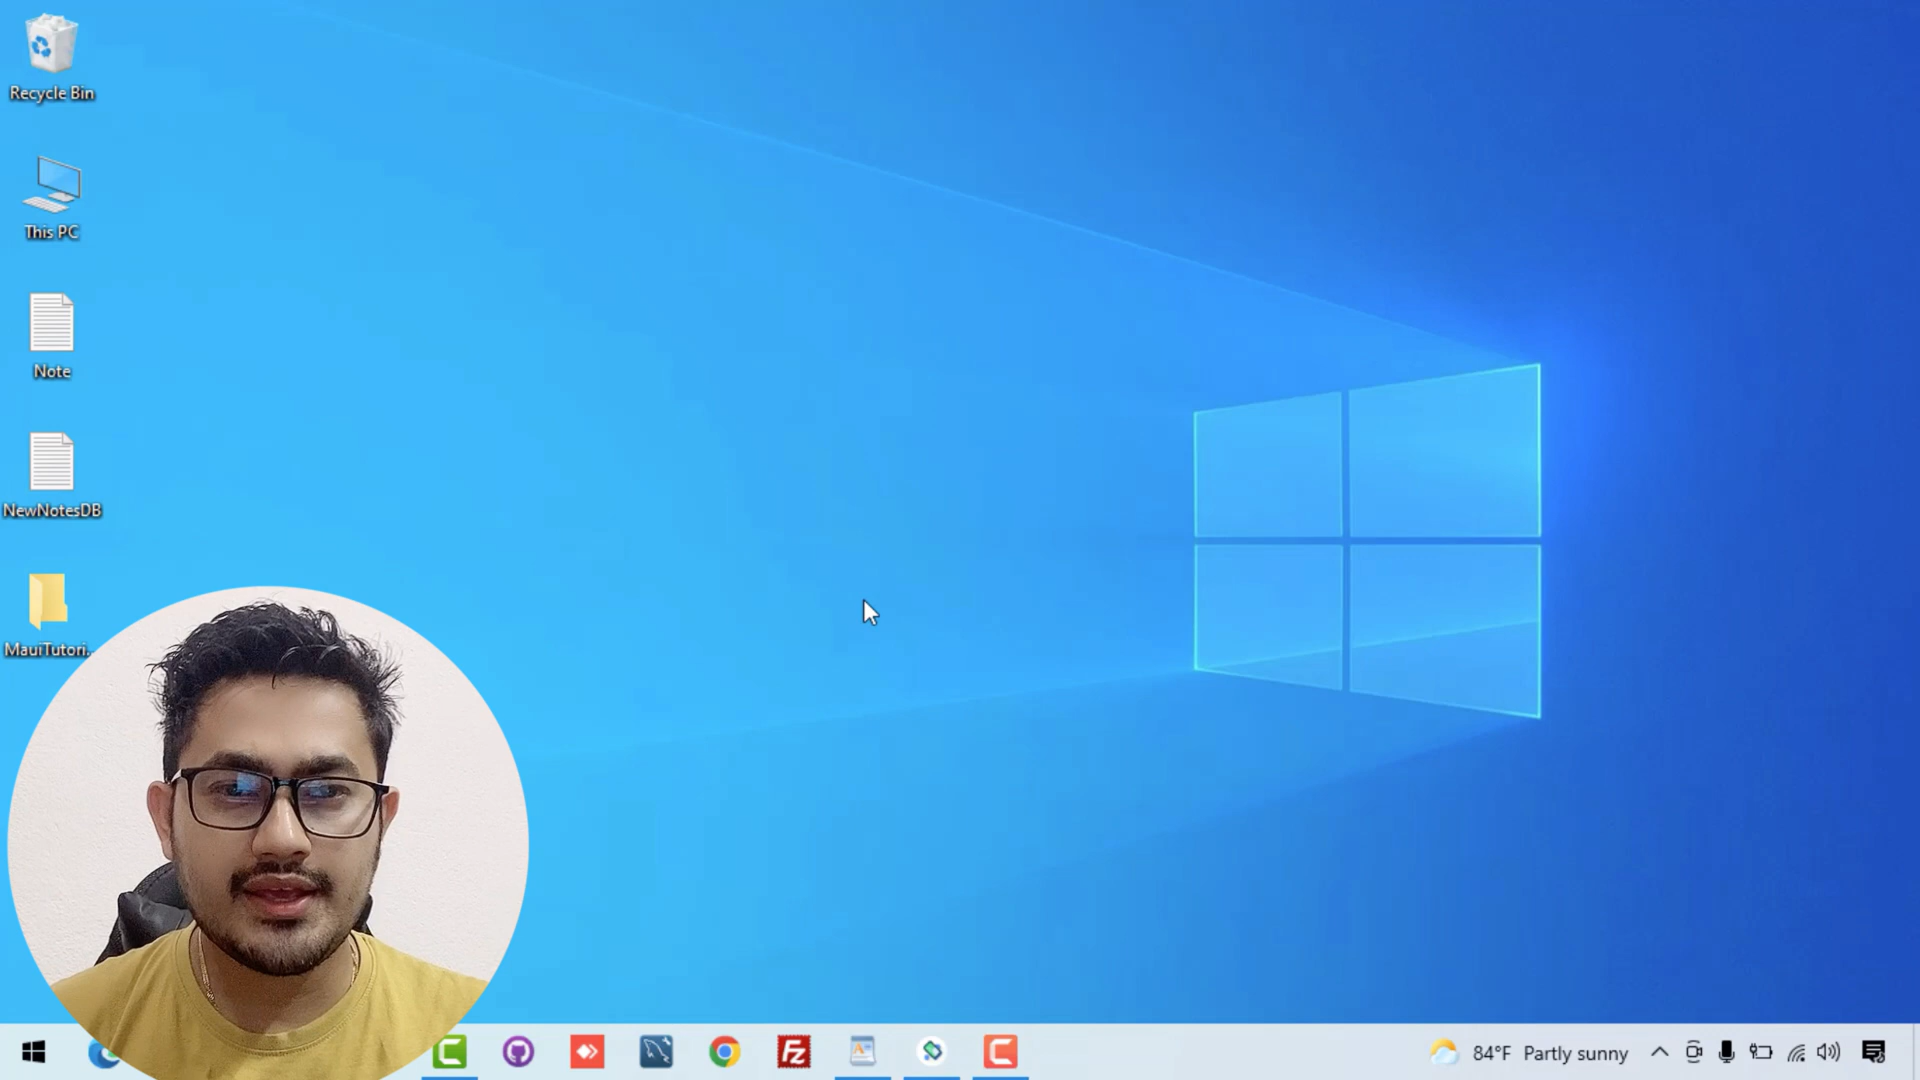 Recycle Bin
This PC
Note
NewNotesDB
MauiTutori...
84°F Partly sunny